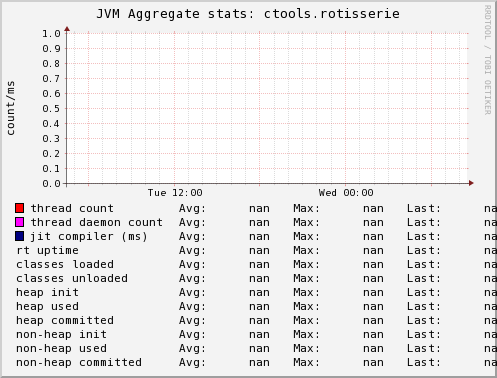 JVM Aggregate stats: ctools.rotisserie
RRDTOOL / TOBI OETIKER
count/ms
1.0
0.9
0.8
0.7
0.6
0.5
0.4
0.3
0.2
0.1
0.0
Tue 12:00 Wed 00:00
thread count Avg: nan Max: nan Last: na
thread daemon count Avg: nan Max: nan Last: na
jit compiler (ms) Avg: nan Max: nan Last: na
rt uptime Avg: nan Max: nan Last: na
classes loaded Avg: nan Max: nan Last: na
classes unloaded Avg: nan Max: nan Last: na
heap init Avg: nan Max: nan Last: na
heap used Avg: nan Max: nan Last: na
heap committed Avg: nan Max: nan Last: na
non-heap init Avg: nan Max: nan Last: na
non-heap used Avg: nan Max: nan Last: na
non-heap committed Avg: nan Max: nan Last: na